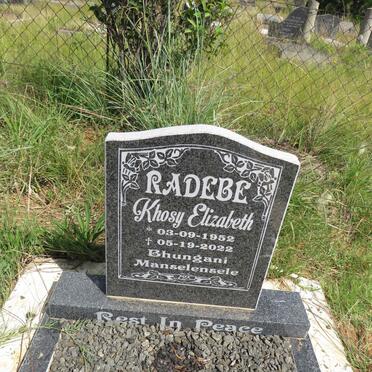 RADEBE
Khosy Elizabeth
* 03-09-1952
† 05-19-2022
Bhungani
Manselensele
Rest In Peace